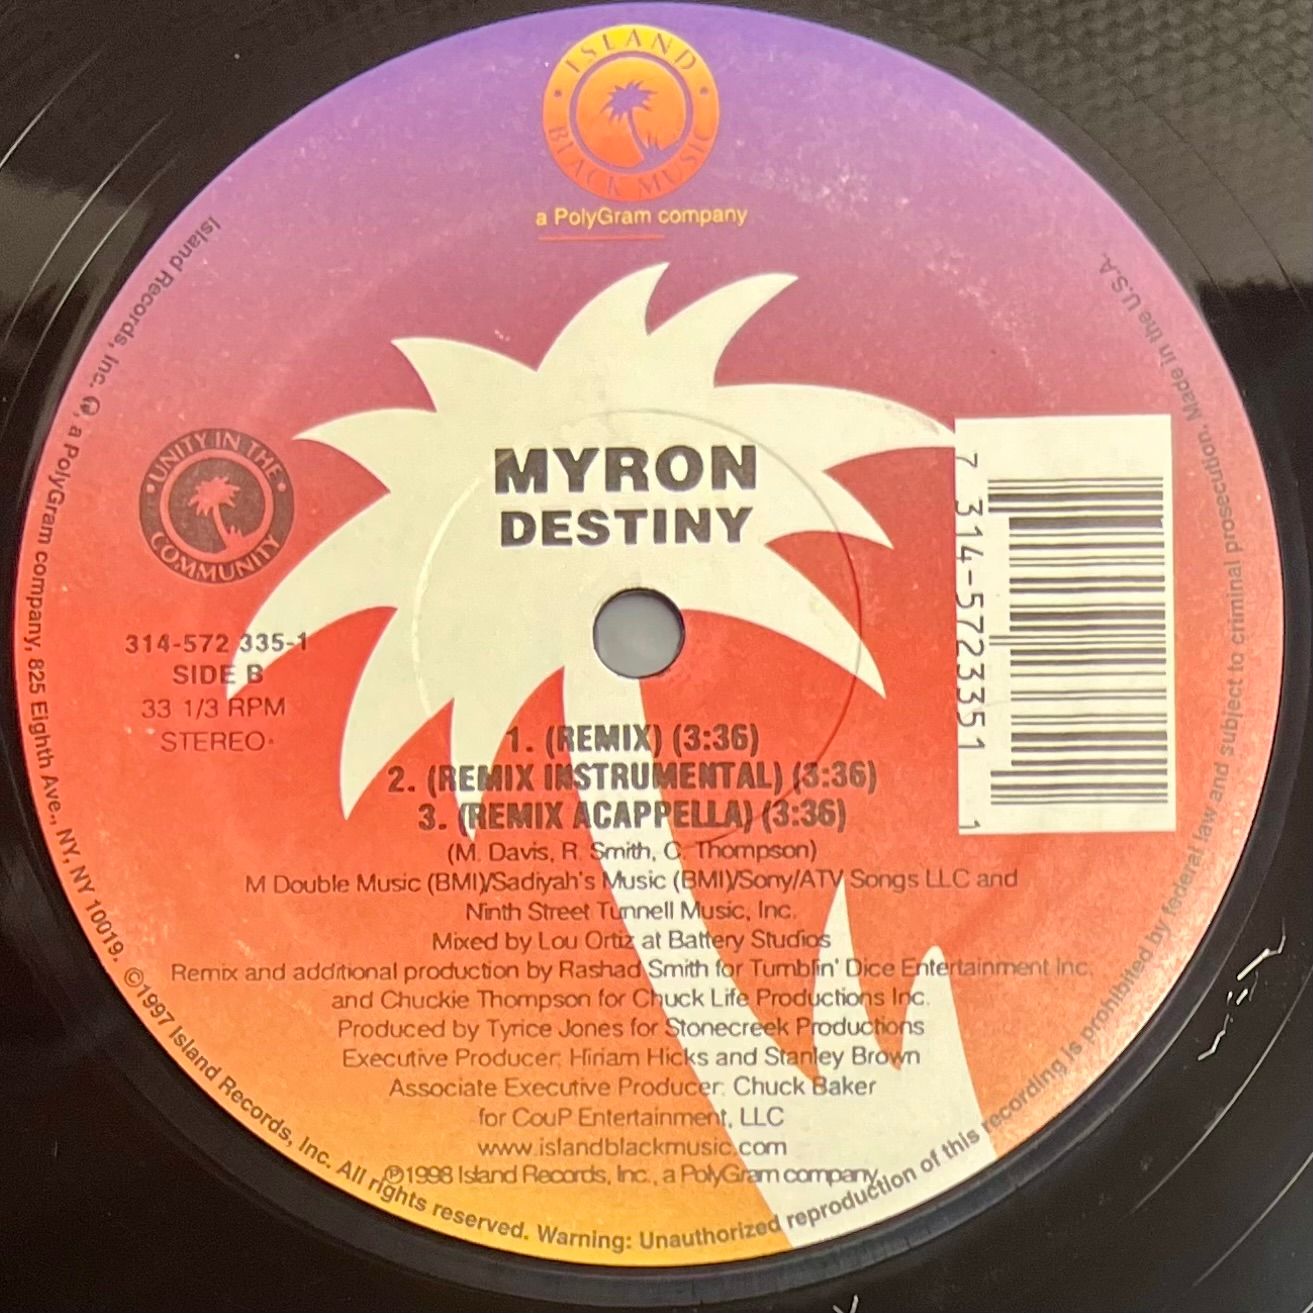 ISLAND
BLACK MUSIC
a PolyGram company
MYRON
DESTINY
UNITY IN THE
COMMUNITY
314-572 335-1
SIDE B
33 1/3 RPM
STEREO
7 314-572335 1 1
1. (REMIX) (3:36)
2. (REMIX INSTRUMENTAL) (3:36)
3. (REMIX ACAPPELLA) (3:36)
(M. Davis, R. Smith, C. Thompson)
M Double Music (BMI)/Sadiyah's Music (BMI)/Sony/ATV Songs LLC and
Ninth Street Tunnell Music, Inc.
Mixed by Lou Ortiz at Battery Studios
Remix and additional production by Rashad Smith for Tumblin' Dice Entertainment Inc.
and Chuckie Thompson for Chuck Life Productions Inc.
Produced by Tyrice Jones for Stonecreek Productions
Executive Producer: Hiriam Hicks and Stanley Brown
Associate Executive Producer: Chuck Baker
for CouP Entertainment, LLC
www.islandblackmusic.com
℗1998 Island Records, Inc., a PolyGram company
Island Records, Inc. ℗, a PolyGram company, 825 Eighth Ave., NY, NY 10019. ©1997 Island Records, Inc. All rights reserved. Warning: Unauthorized reproduction of this recording is prohibited by federal law and subject to criminal prosecution. Made in the U.S.A.